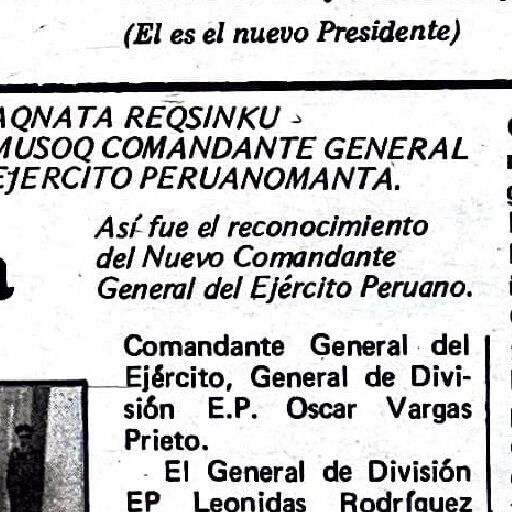 (El es el nuevo Presidente)
AQNATA REQSINKU
MUSOQ COMANDANTE GENERAL
EJERCITO PERUANOMANTA.
Así fue el reconocimiento
del Nuevo Comandante
General del Ejército Peruano.
Comandante General del
Ejército, General de Divi-
sión E.P. Oscar Vargas
Prieto.
El General de División
EP Leonidas Rodríguez